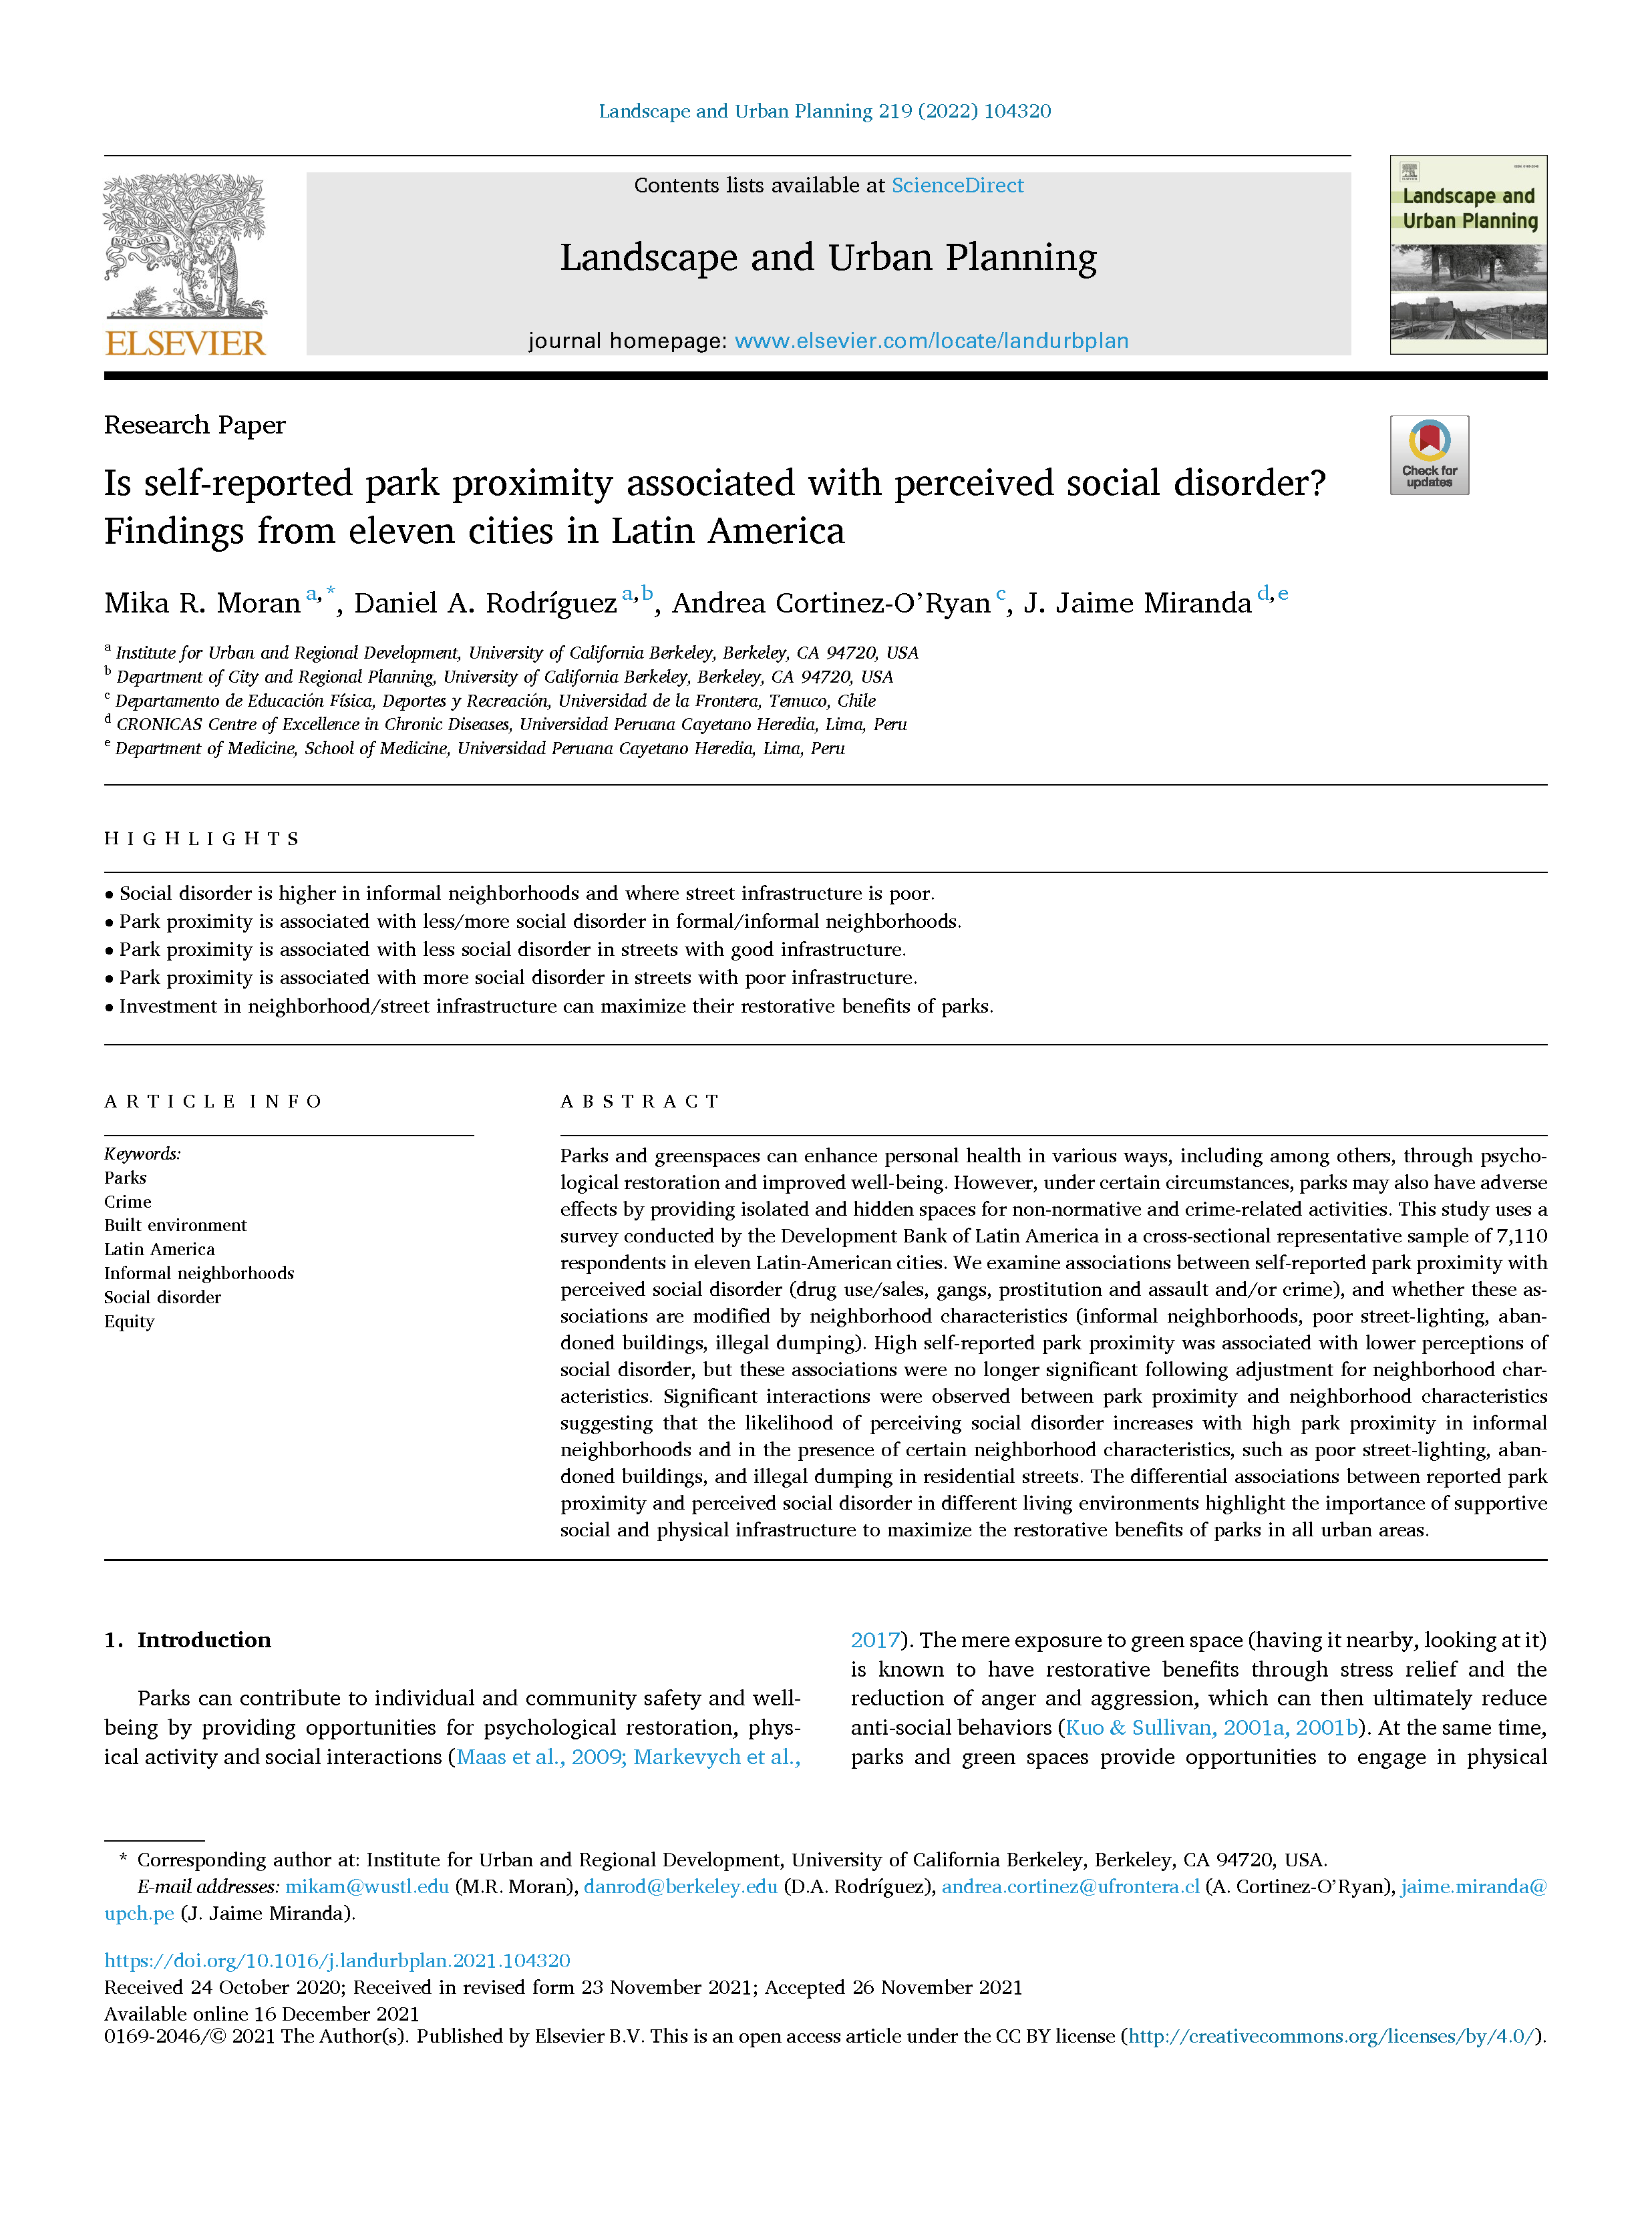 Landscape and Urban Planning 219 (2022) 104320
Contents lists available at ScienceDirect
Landscape and Urban Planning
journal homepage: www.elsevier.com/locate/landurbplan
NON SOLUS
ELSEVIER
Landscape and
Urban Planning
Research Paper
Check for
updates
Is self-reported park proximity associated with perceived social disorder?
Findings from eleven cities in Latin America
Mika R. Moran a,*, Daniel A. Rodríguez a,b, Andrea Cortinez-O’Ryan c, J. Jaime Miranda d,e
a Institute for Urban and Regional Development, University of California Berkeley, Berkeley, CA 94720, USA
b Department of City and Regional Planning, University of California Berkeley, Berkeley, CA 94720, USA
c Departamento de Educación Física, Deportes y Recreación, Universidad de la Frontera, Temuco, Chile
d CRONICAS Centre of Excellence in Chronic Diseases, Universidad Peruana Cayetano Heredia, Lima, Peru
e Department of Medicine, School of Medicine, Universidad Peruana Cayetano Heredia, Lima, Peru
HIGHLIGHTS
• Social disorder is higher in informal neighborhoods and where street infrastructure is poor.
• Park proximity is associated with less/more social disorder in formal/informal neighborhoods.
• Park proximity is associated with less social disorder in streets with good infrastructure.
• Park proximity is associated with more social disorder in streets with poor infrastructure.
• Investment in neighborhood/street infrastructure can maximize their restorative benefits of parks.
ARTICLE INFO
Keywords:
Parks
Crime
Built environment
Latin America
Informal neighborhoods
Social disorder
Equity
ABSTRACT
Parks and greenspaces can enhance personal health in various ways, including among others, through psycho-
logical restoration and improved well-being. However, under certain circumstances, parks may also have adverse
effects by providing isolated and hidden spaces for non-normative and crime-related activities. This study uses a
survey conducted by the Development Bank of Latin America in a cross-sectional representative sample of 7,110
respondents in eleven Latin-American cities. We examine associations between self-reported park proximity with
perceived social disorder (drug use/sales, gangs, prostitution and assault and/or crime), and whether these as-
sociations are modified by neighborhood characteristics (informal neighborhoods, poor street-lighting, aban-
doned buildings, illegal dumping). High self-reported park proximity was associated with lower perceptions of
social disorder, but these associations were no longer significant following adjustment for neighborhood char-
acteristics. Significant interactions were observed between park proximity and neighborhood characteristics
suggesting that the likelihood of perceiving social disorder increases with high park proximity in informal
neighborhoods and in the presence of certain neighborhood characteristics, such as poor street-lighting, aban-
doned buildings, and illegal dumping in residential streets. The differential associations between reported park
proximity and perceived social disorder in different living environments highlight the importance of supportive
social and physical infrastructure to maximize the restorative benefits of parks in all urban areas.
1. Introduction
Parks can contribute to individual and community safety and well-
being by providing opportunities for psychological restoration, phys-
ical activity and social interactions (Maas et al., 2009; Markevych et al.,
2017). The mere exposure to green space (having it nearby, looking at it)
is known to have restorative benefits through stress relief and the
reduction of anger and aggression, which can then ultimately reduce
anti-social behaviors (Kuo & Sullivan, 2001a, 2001b). At the same time,
parks and green spaces provide opportunities to engage in physical
* Corresponding author at: Institute for Urban and Regional Development, University of California Berkeley, Berkeley, CA 94720, USA.
E-mail addresses: mikam@wustl.edu (M.R. Moran), danrod@berkeley.edu (D.A. Rodríguez), andrea.cortinez@ufrontera.cl (A. Cortinez-O’Ryan), jaime.miranda@
upch.pe (J. Jaime Miranda).
https://doi.org/10.1016/j.landurbplan.2021.104320
Received 24 October 2020; Received in revised form 23 November 2021; Accepted 26 November 2021
Available online 16 December 2021
0169-2046/© 2021 The Author(s). Published by Elsevier B.V. This is an open access article under the CC BY license (http://creativecommons.org/licenses/by/4.0/).